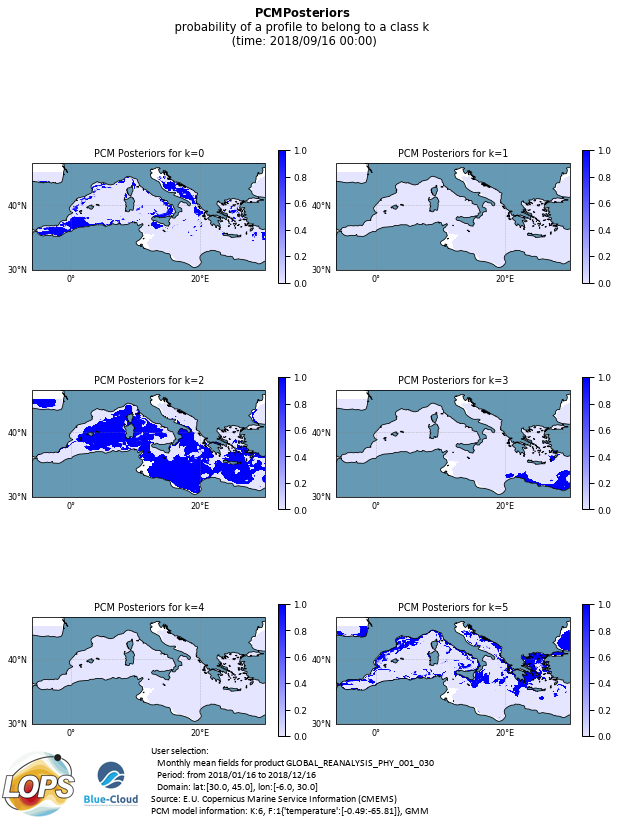 PCMPosteriors
probability of a profile to belong to a class k
(time: 2018/09/16 00:00)
PCM Posteriors for k=0
1.0
0.8
0.6
0.4
0.2
0.0
40°N
30°N
0°
20°E
PCM Posteriors for k=1
1.0
0.8
0.6
0.4
0.2
0.0
40°N
30°N
0°
20°E
PCM Posteriors for k=2
1.0
0.8
0.6
0.4
0.2
0.0
40°N
30°N
0°
20°E
PCM Posteriors for k=3
1.0
0.8
0.6
0.4
0.2
0.0
40°N
30°N
0°
20°E
PCM Posteriors for k=4
1.0
0.8
0.6
0.4
0.2
0.0
40°N
30°N
0°
20°E
PCM Posteriors for k=5
1.0
0.8
0.6
0.4
0.2
0.0
40°N
30°N
0°
20°E
LOPS
Blue-Cloud
User selection:
Monthly mean fields for product GLOBAL_REANALYSIS_PHY_001_030
Period: from 2018/01/16 to 2018/12/16
Domain: lat:[30.0, 45.0], lon:[-6.0, 30.0]
Source: E.U. Copernicus Marine Service Information (CMEMS)
PCM model information: K:6, F:1{'temperature':[-0.49:-65.81]}, GMM